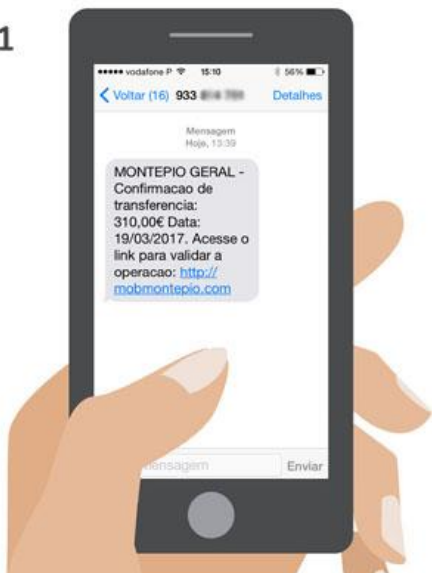 1
vodafone P 15:10 56%
Voltar (16) 933 Detalhes
Mensagem
Hoje, 13:39
MONTEPIO GERAL -
Confirmacao de
transferencia:
310,00€ Data:
19/03/2017. Acesse o
link para validar a
operacao: http://
mobmontepio.com
Enviar